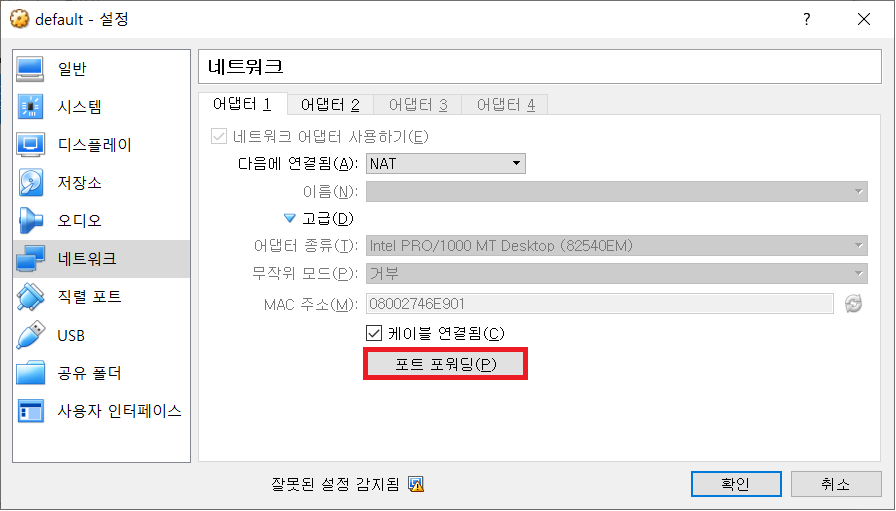 default - 설정
?
일반
시스템
디스플레이
저장소
오디오
네트워크
직렬 포트
USB
공유 폴더
사용자 인터페이스
네트워크
어댑터 1 어댑터 2 어댑터 3 어댑터 4
네트워크 어댑터 사용하기(E)
다음에 연결됨(A): NAT
이름(N):
고급(D)
어댑터 종류(T): Intel PRO/1000 MT Desktop (82540EM)
무작위 모드(P): 거부
MAC 주소(M): 08002746E901
케이블 연결됨(C)
포트 포워딩(P)
잘못된 설정 감지됨
확인 취소